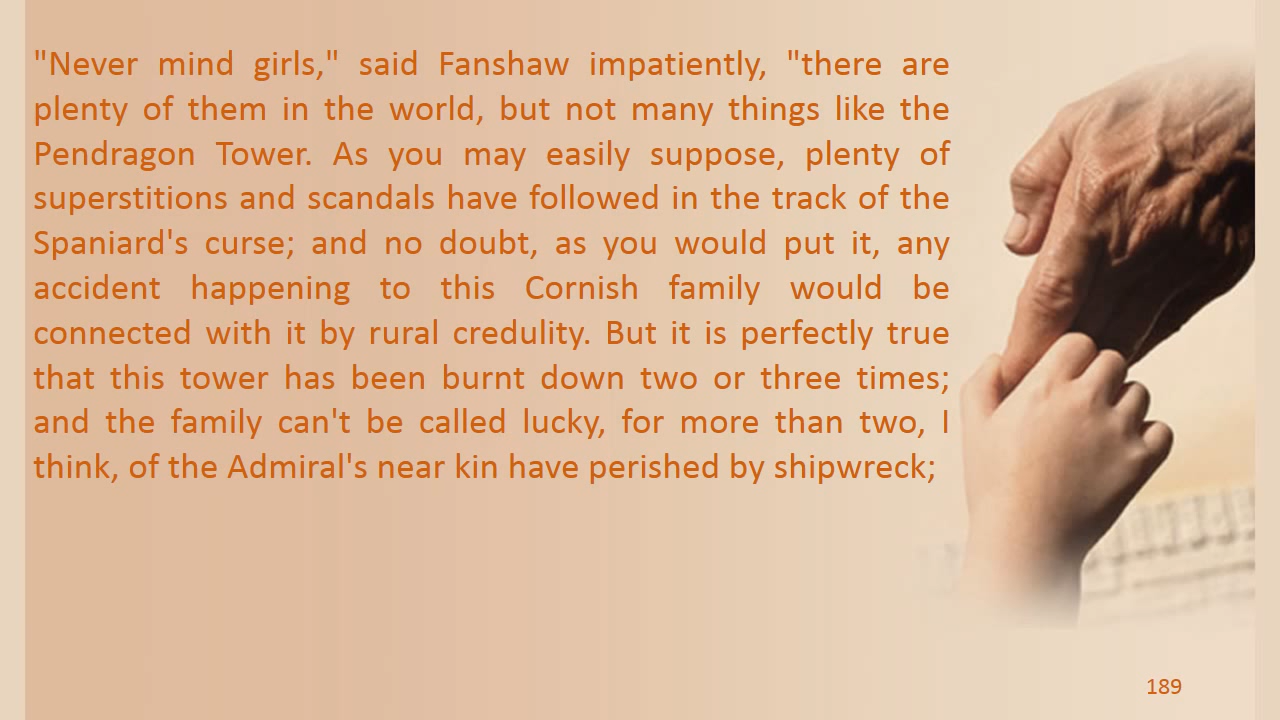 "Never mind girls," said Fanshaw impatiently, "there are
plenty of them in the world, but not many things like the
Pendragon Tower. As you may easily suppose, plenty of
superstitions and scandals have followed in the track of the
Spaniard's curse; and no doubt, as you would put it, any
accident happening to this Cornish family would be
connected with it by rural credulity. But it is perfectly true
that this tower has been burnt down two or three times;
and the family can't be called lucky, for more than two, I
think, of the Admiral's near kin have perished by shipwreck;
189